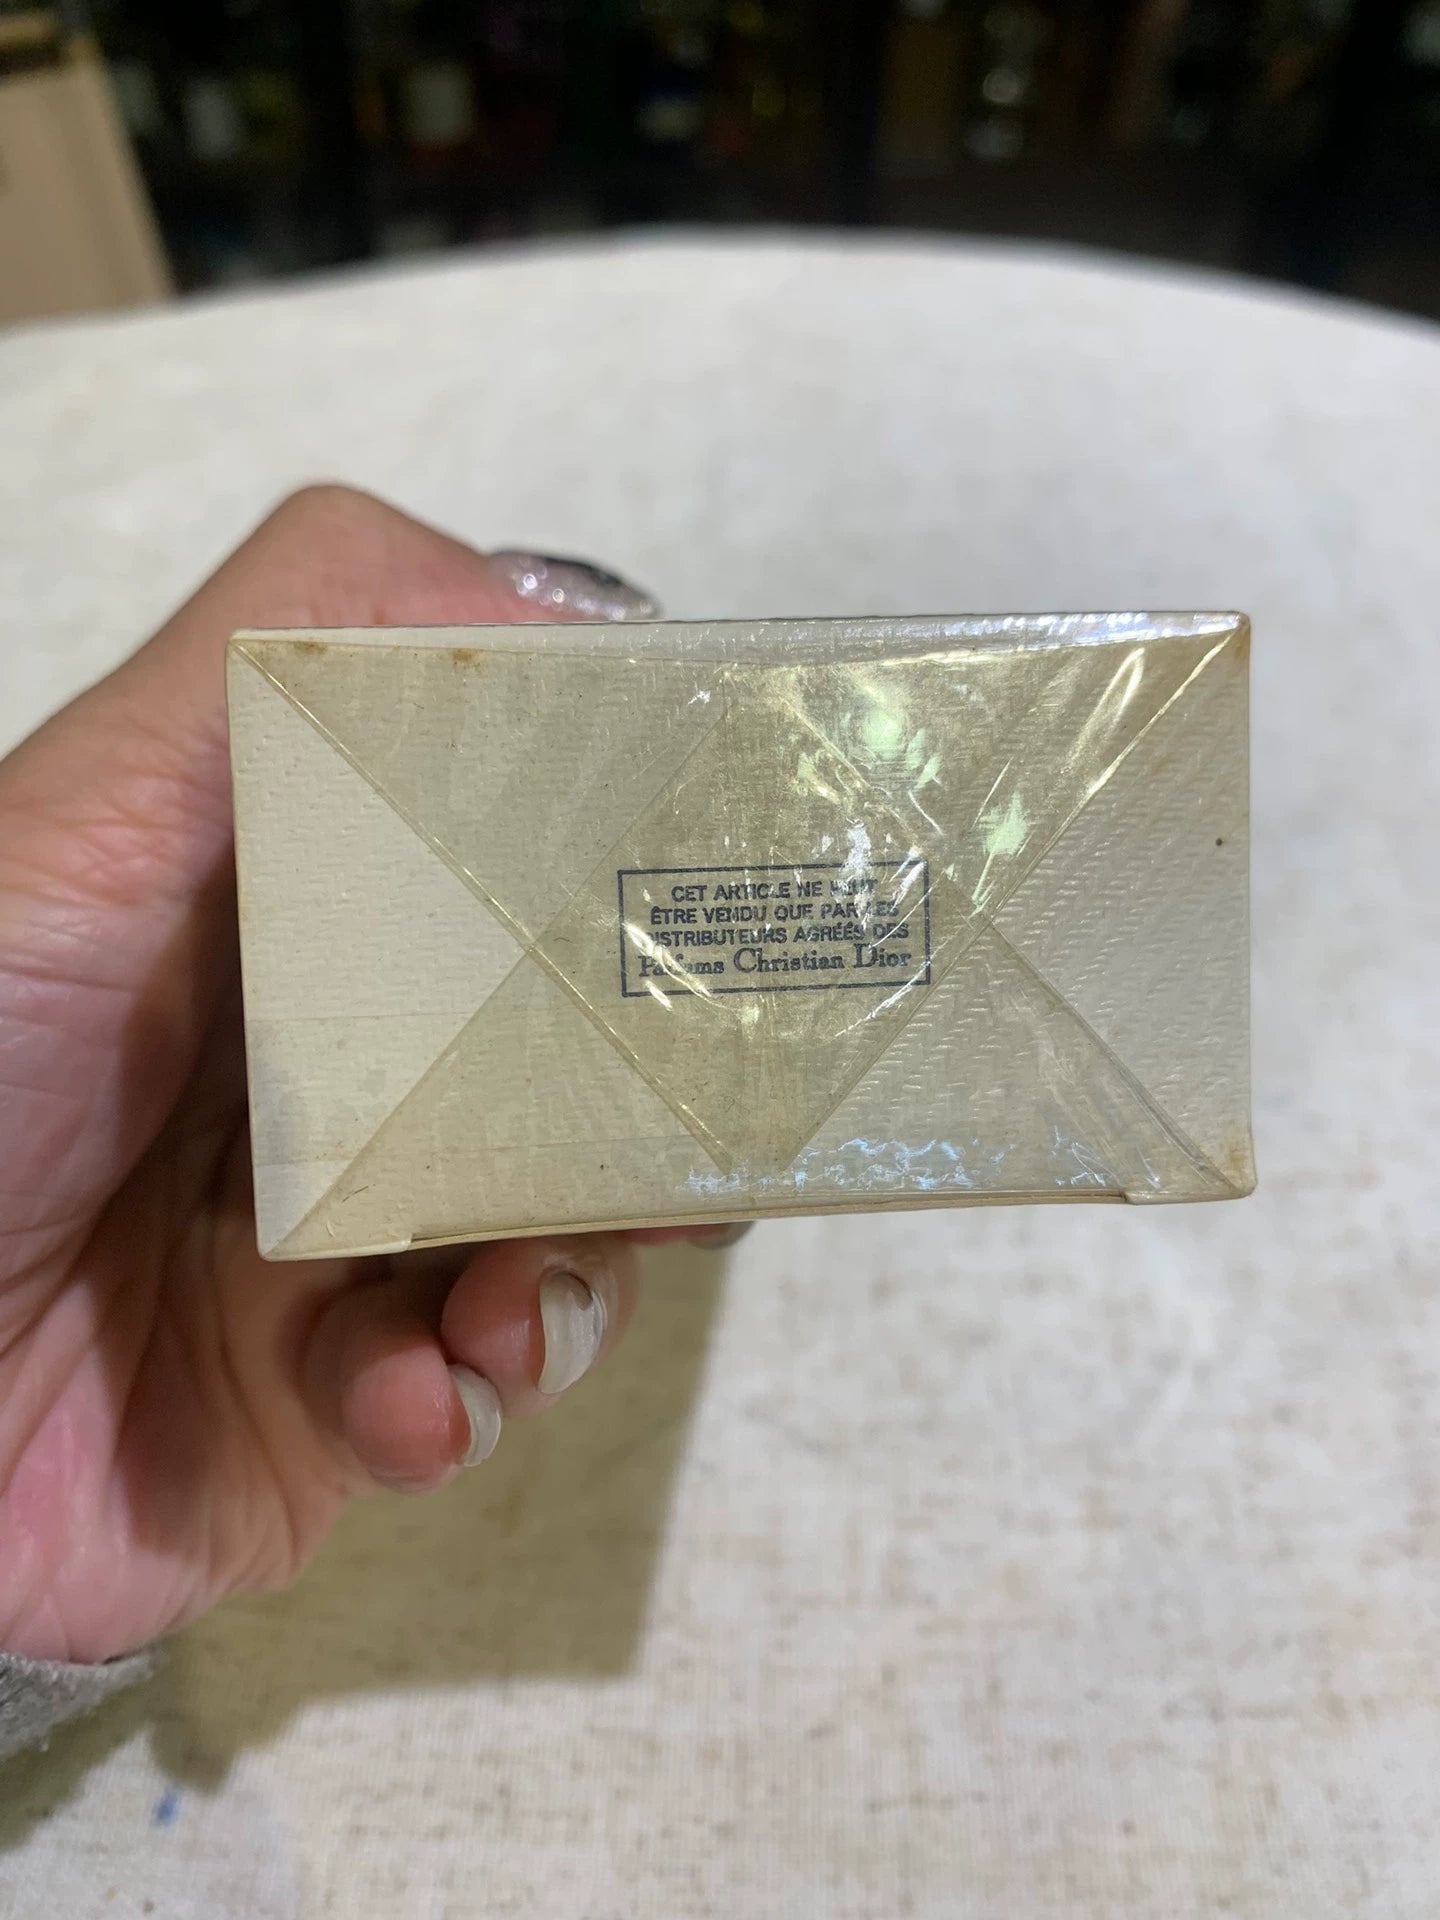 CET ARTICLE NE PEUT
ÊTRE VENDU QUE PAR LES
DISTRIBUTEURS AGRÉÉS DES
Parfums Christian Dior